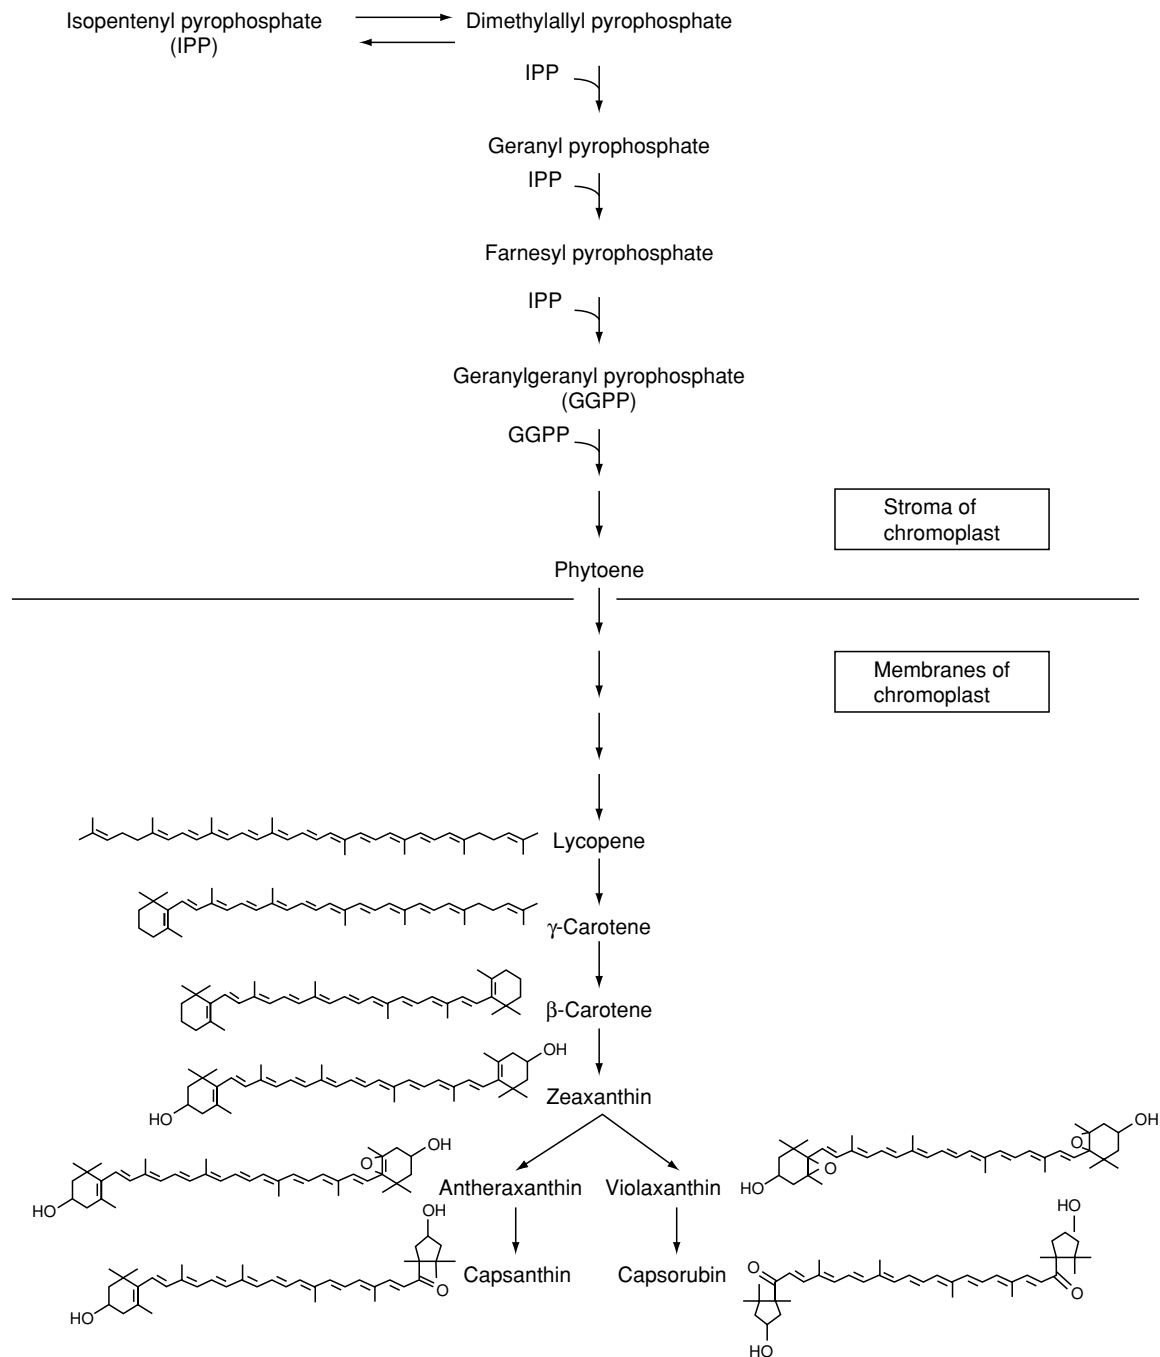 Isopentenyl pyrophosphate
(IPP)
Dimethylallyl pyrophosphate
IPP
Geranyl pyrophosphate
IPP
Farnesyl pyrophosphate
IPP
Geranylgeranyl pyrophosphate
(GGPP)
GGPP
Stroma of
chromoplast
Phytoene
Membranes of
chromoplast
Lycopene
γ-Carotene
β-Carotene
OH
HO
Zeaxanthin
OH
O
HO
Antheraxanthin
Violaxanthin
OH
O
O
HO
OH
O
HO
Capsanthin
Capsorubin
HO
O
O
HO